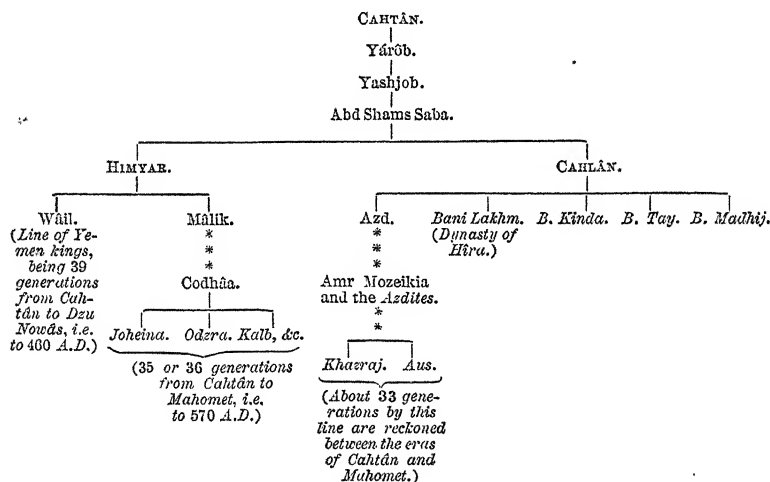 CAHTÂN.
Yárôb.
Yashjob.
Abd Shams Saba.
HIMYAR.
CAHLÂN.
Wâil.
(Line of Ye-
men kings,
being 39
generations
from Cah-
tân to Dzu
Nowâs, i.e.
to 460 A.D.)
Mâlik.
*
*
*
Codhâa.
Joheina. Odzra. Kalb, &c.
(35 or 36 generations
from Cahtân to
Mahomet, i.e.
to 570 A.D.)
Azd.
*
*
*
*
Amr Mozeikia
and the Azdites.
*
*
Khazraj. Aus.
(About 33 gene-
rations by this
line are reckoned
between the eras
of Cahtân and
Mahomet.)
Bani Lakhm.
(Dynasty of
Hîra.)
B. Kinda.
B. Tay.
B. Madhij.